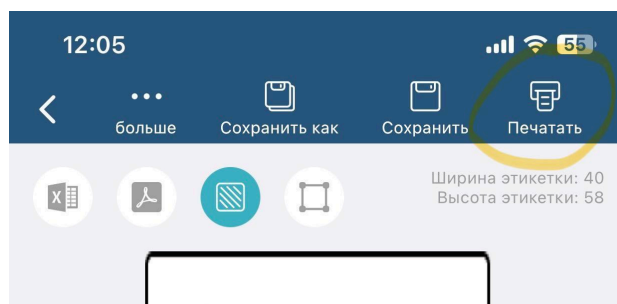 12:05
55
больше
Сохранить как
Сохранить
Печатать
X
Ширина этикетки: 40
Высота этикетки: 58